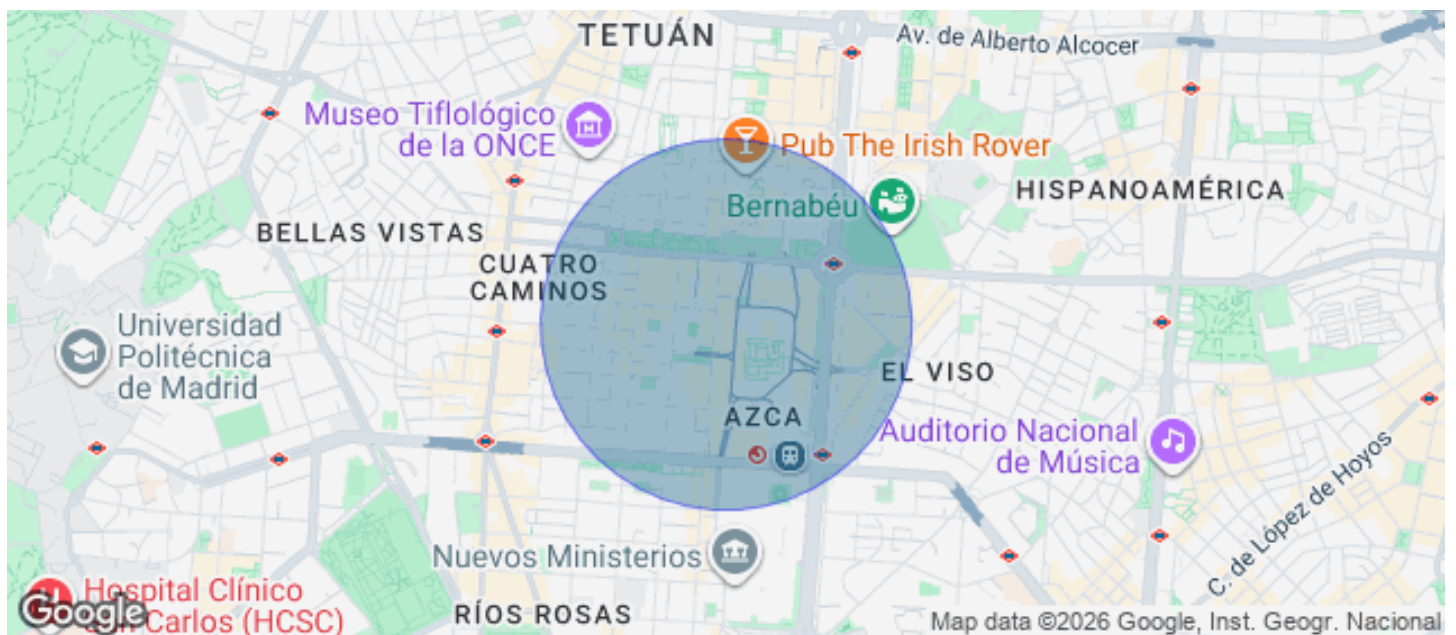 TETUÁN
Av. de Alberto Alcocer
Museo Tiflológico
de la ONCE
Pub The Irish Rover
HISPANOAMÉRICA
Bernabéu
BELLAS VISTAS
CUATRO
CAMINOS
Universidad
Politécnica
de Madrid
EL VISO
AZCA
Auditorio Nacional
de Música
C. de López de Hoyos
Nuevos Ministerios
Hospital Clínico
San Carlos (HCSC)
Google
RÍOS ROSAS
Map data ©2026 Google, Inst. Geogr. Nacional